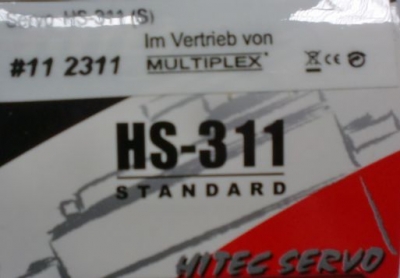 Servo HS-311 (S)
Im Vertrieb von
#11 2311 MULTIPLEX
HS-311
STANDARD
HITEC SERVO